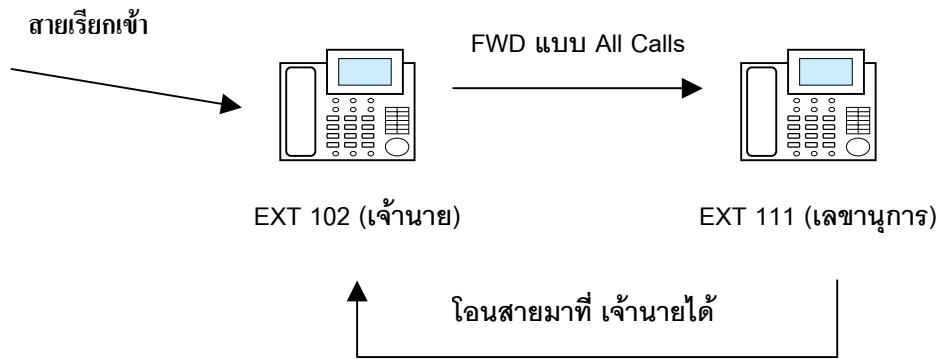 สายเรียกเข้า
FWD แบบ All Calls
EXT 102 (เจ้านาย)
EXT 111 (เลขานุการ)
โอนสายมาที่ เจ้านายได้